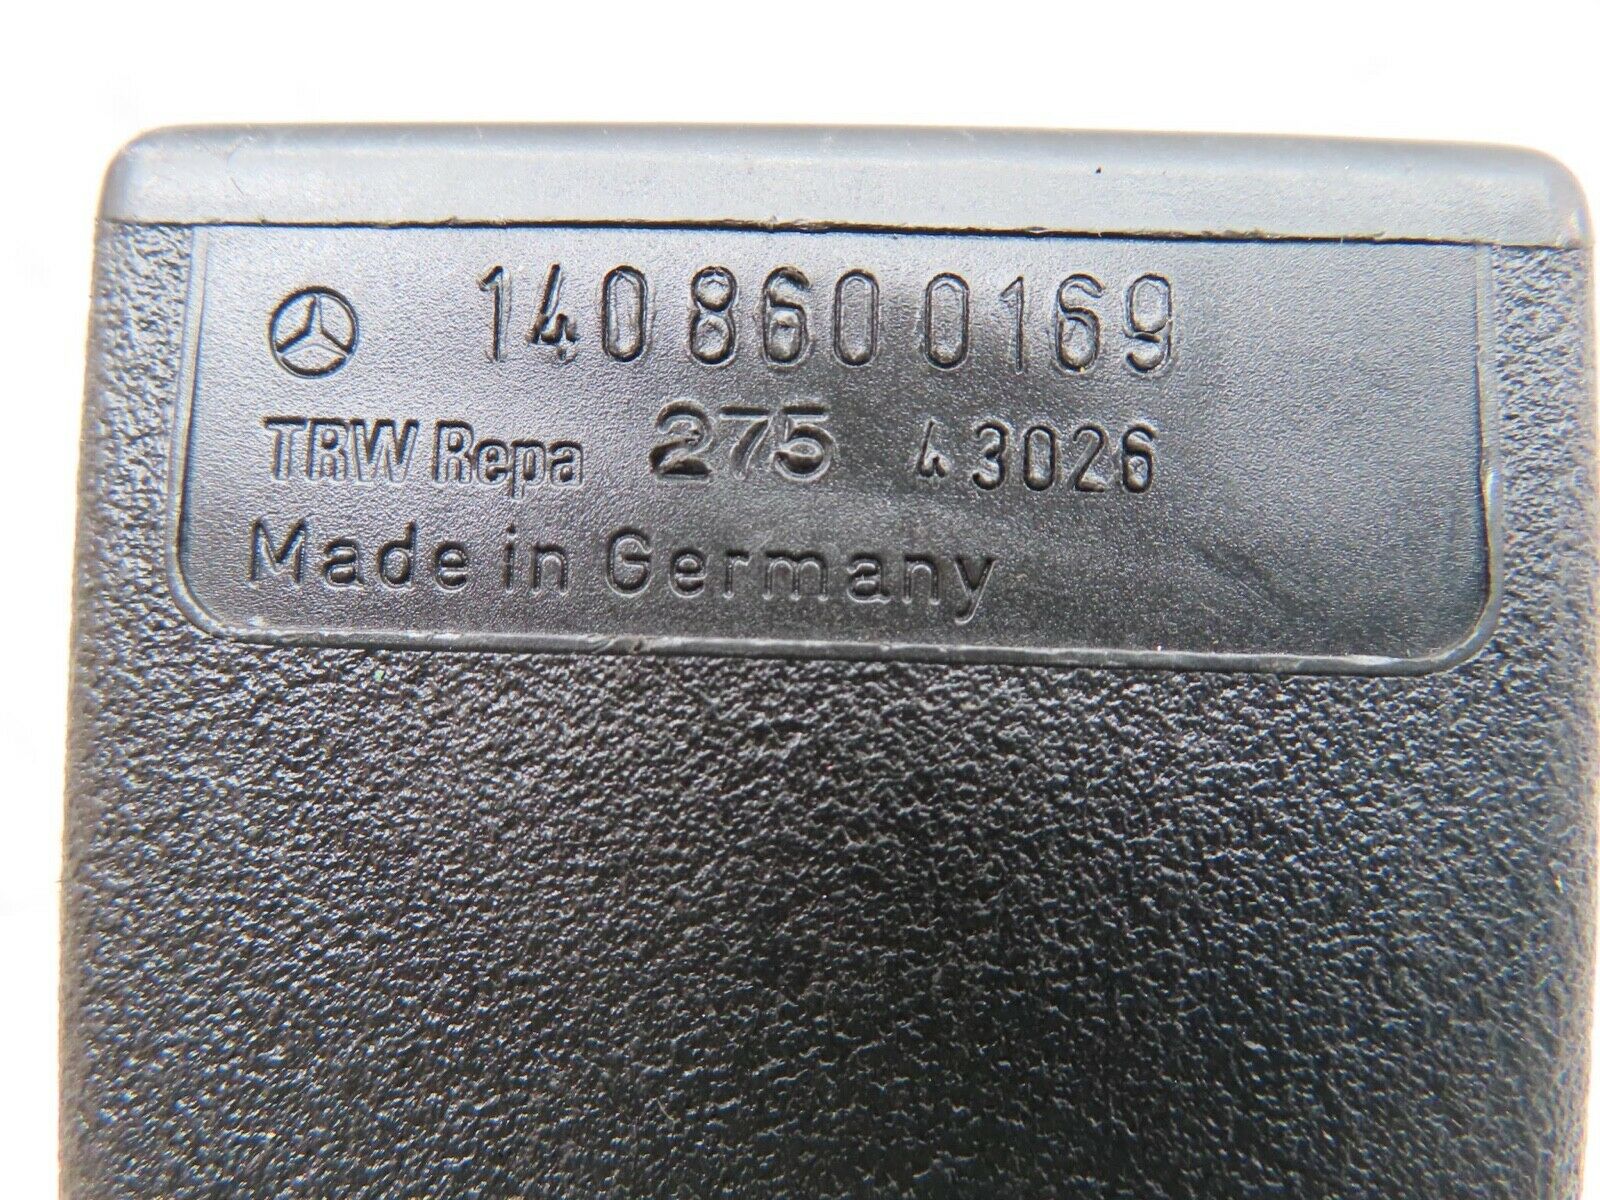 140 860 0169
TRW Repa 275 43026
Made in Germany